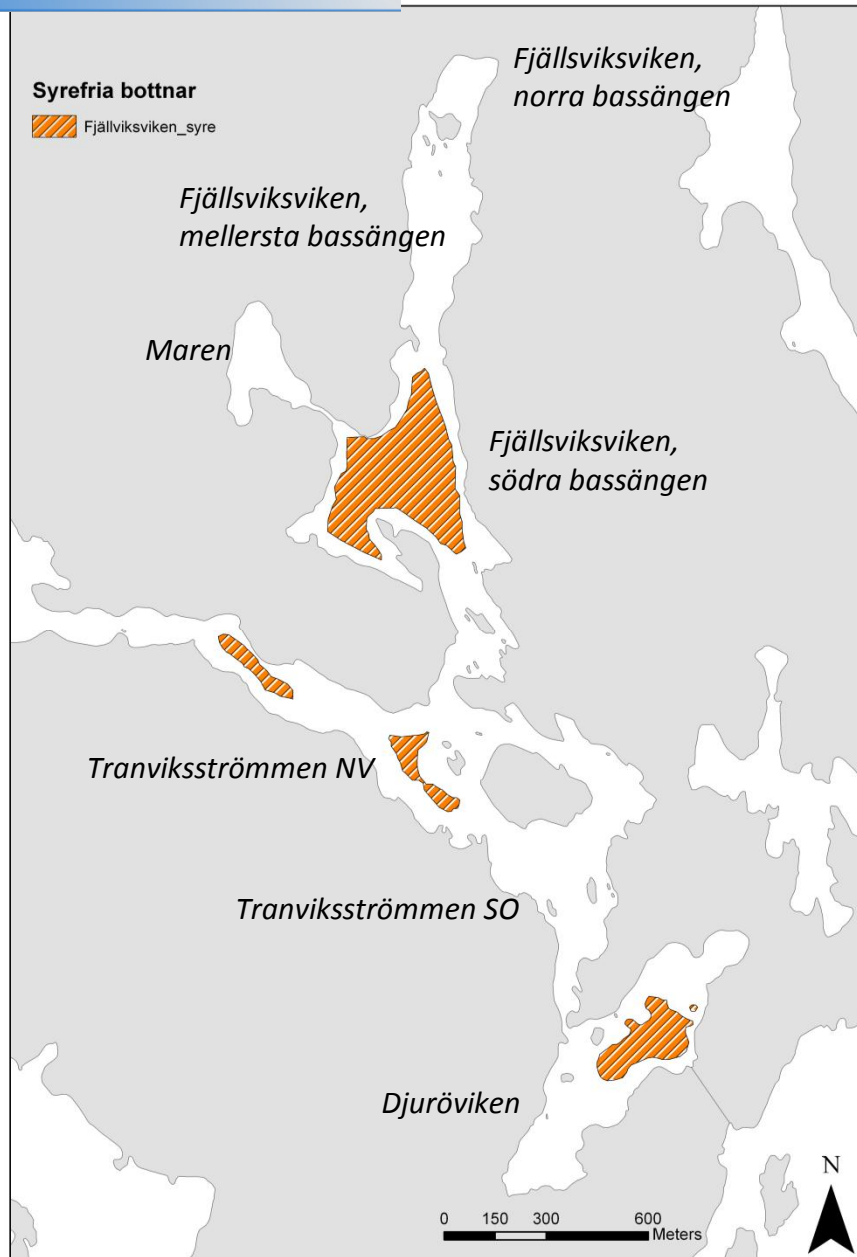 Syrefria bottnar
Fjällviksviken_syre
Fjällsviksviken,
norra bassängen
Fjällsviksviken,
mellersta bassängen
Maren
Fjällsviksviken,
södra bassängen
Tranviksströmmen NV
Tranviksströmmen SO
Djuröviken
N
0 150 300 600
Meters